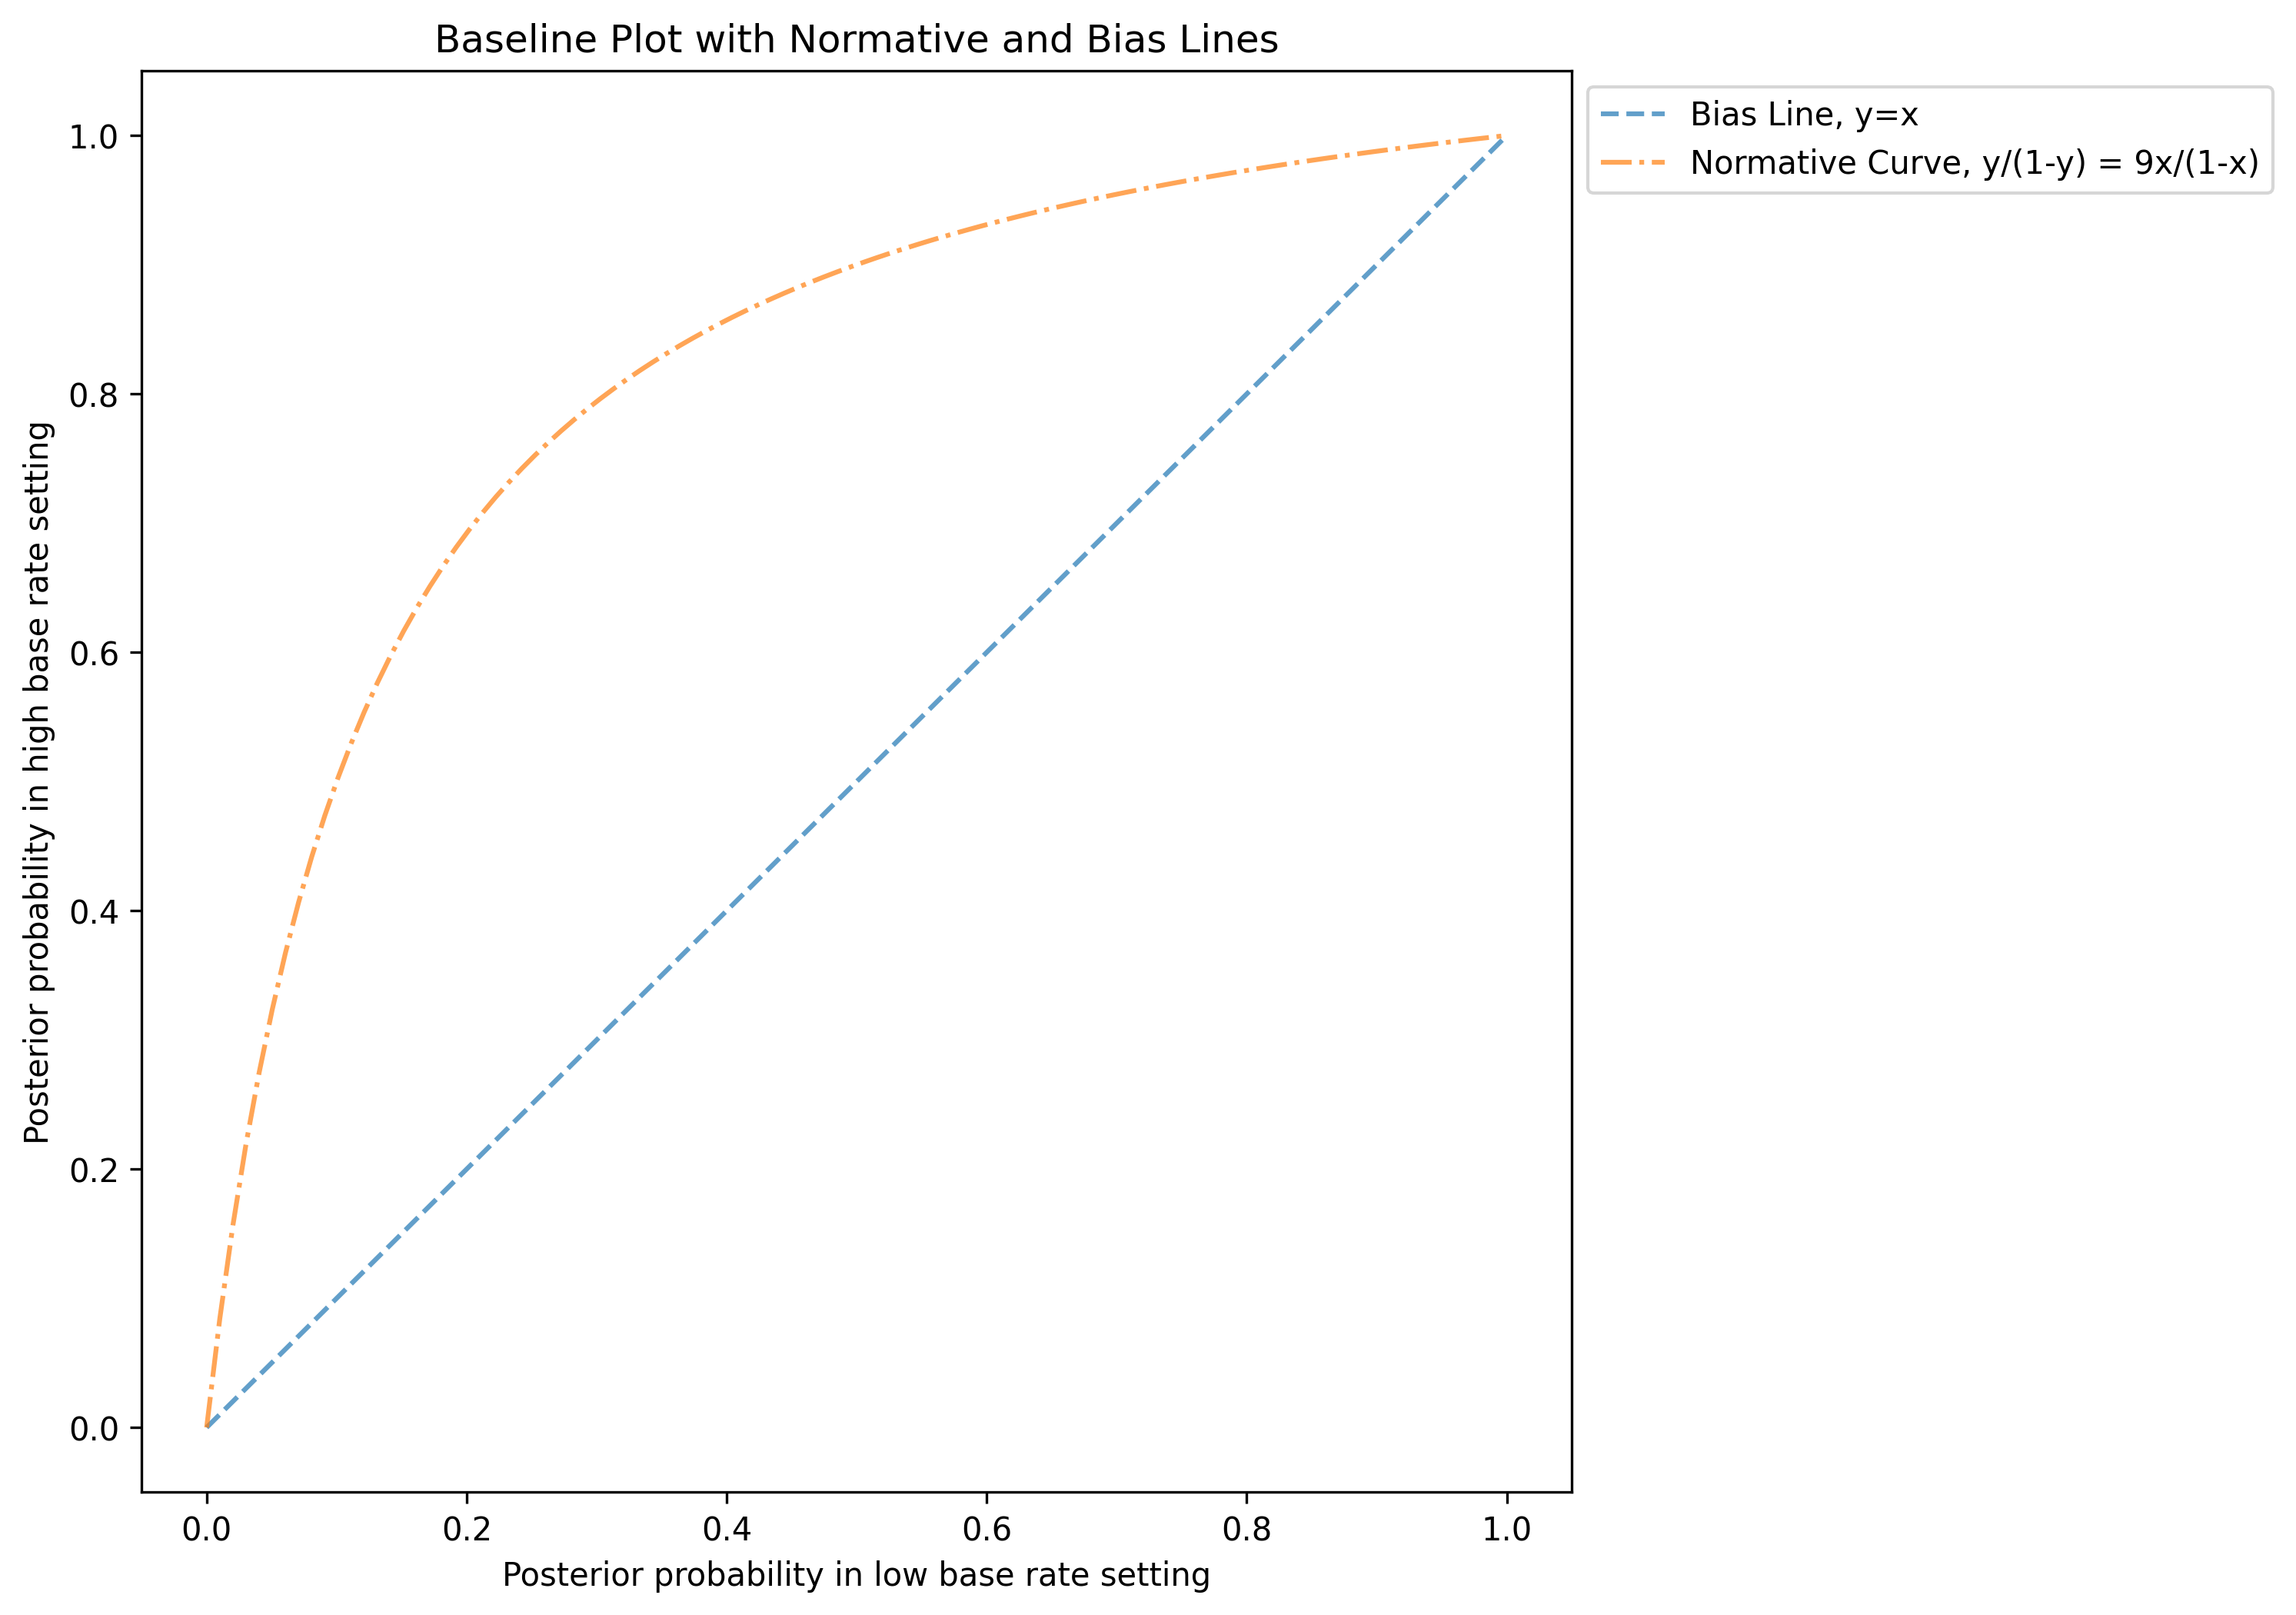 Baseline Plot with Normative and Bias Lines
Bias Line, y=x
Normative Curve, y/(1-y) = 9x/(1-x)
Posterior probability in high base rate setting
1.0
0.8
0.6
0.4
0.2
0.0
0.0 0.2 0.4 0.6 0.8 1.0
Posterior probability in low base rate setting